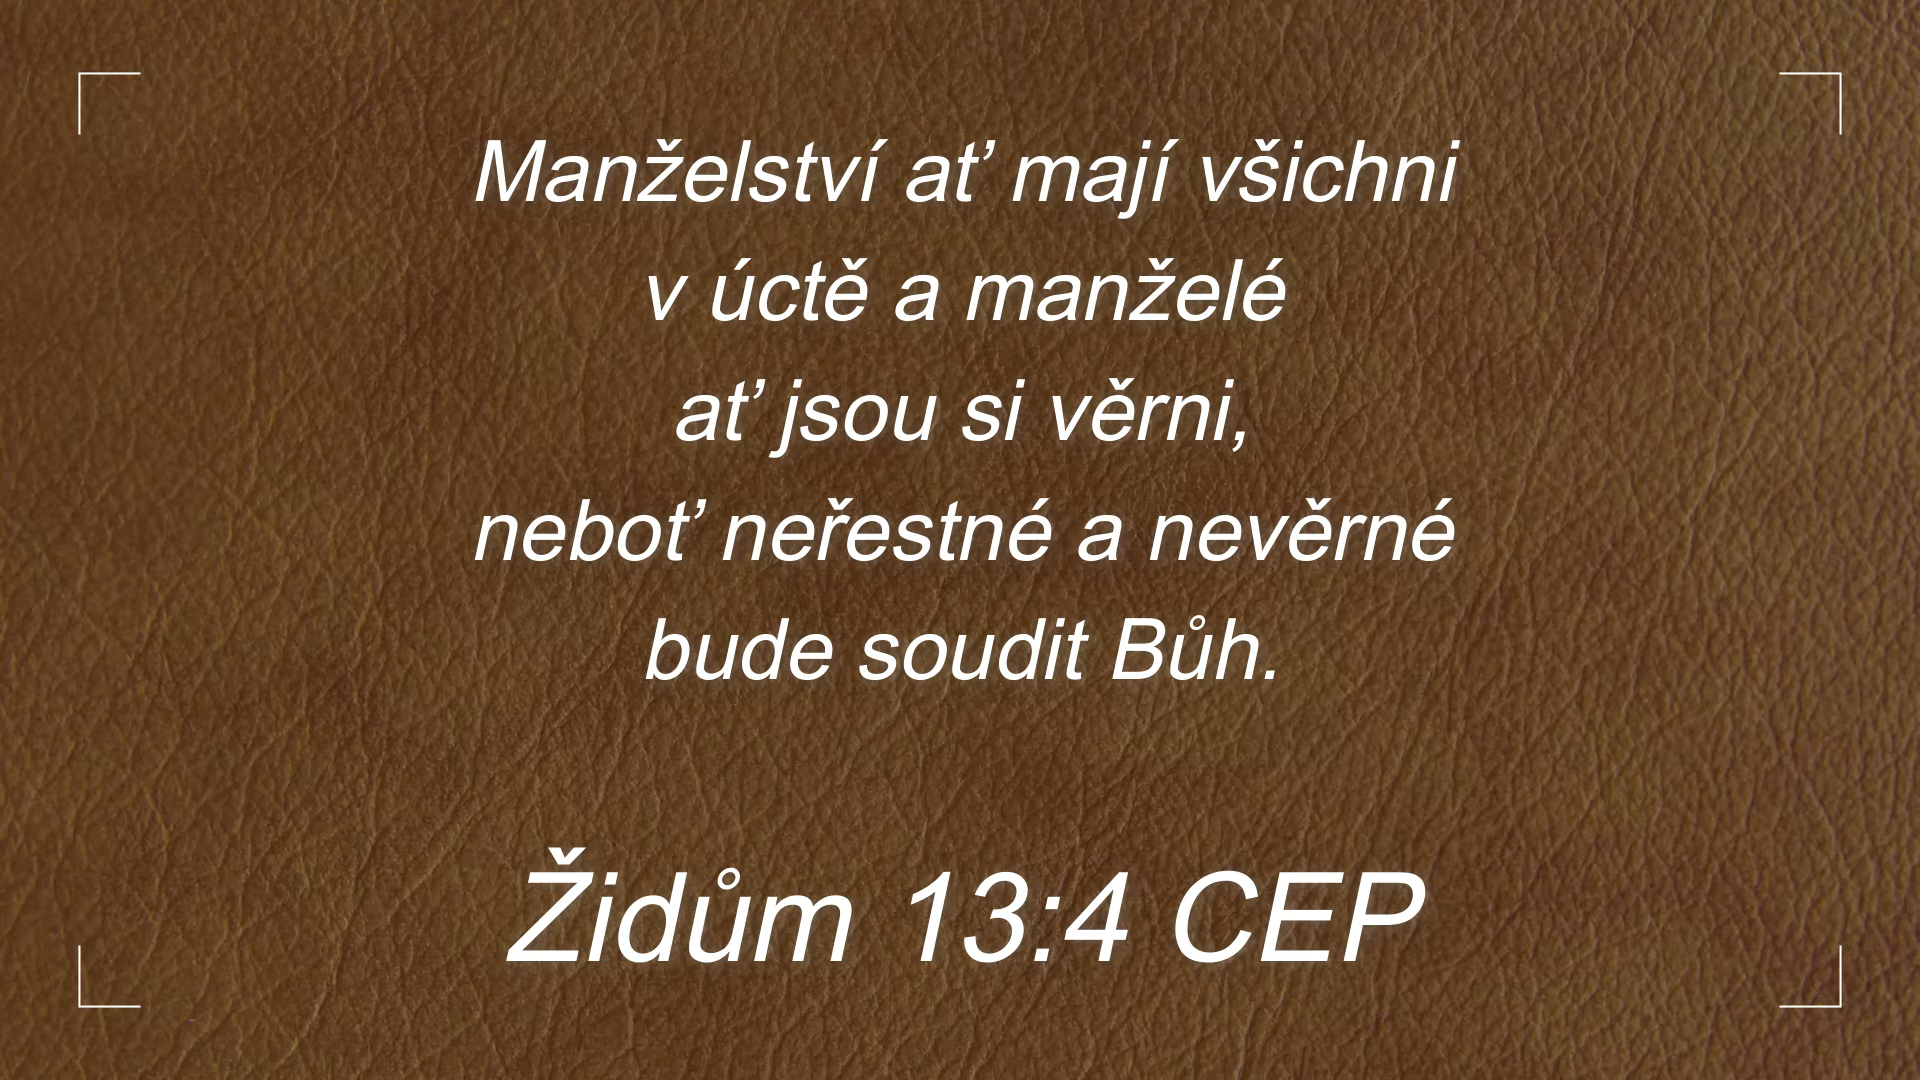 Manželství ať mají všichni
v úctě a manželé
ať jsou si věrni,
neboť neřestné a nevěrné
bude soudit Bůh.
Židům 13:4 CEP